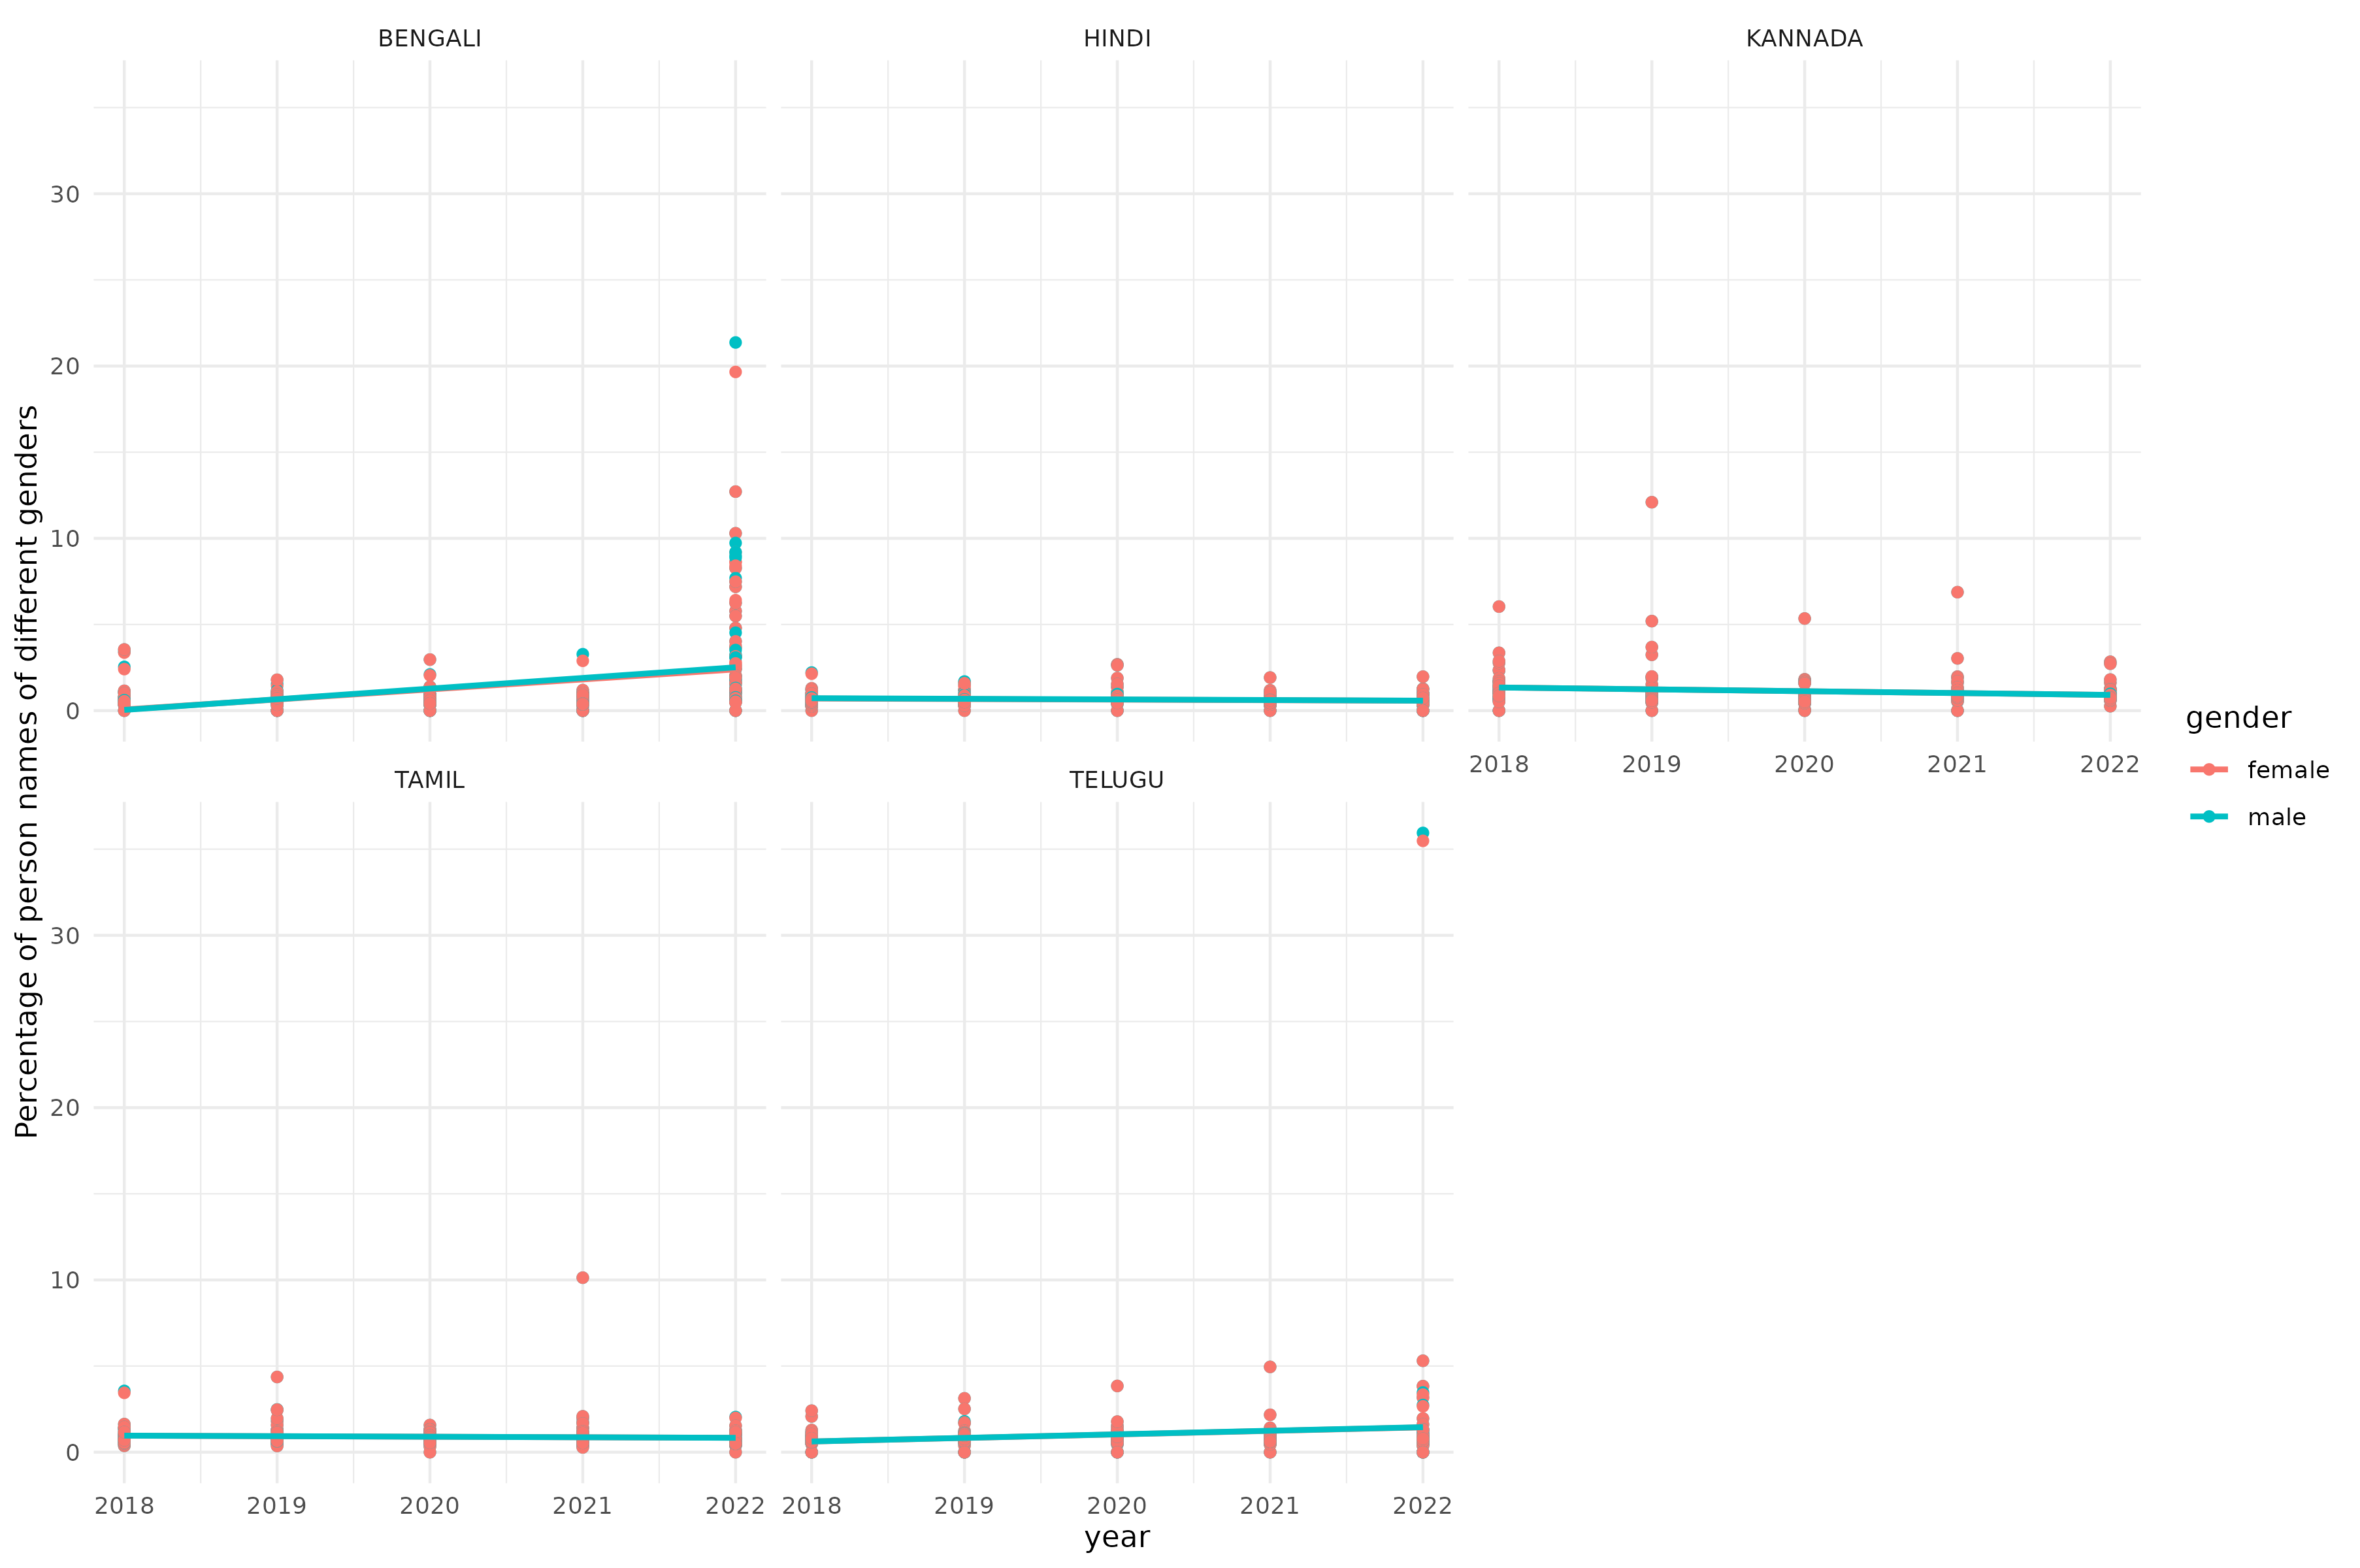 BENGALI
HINDI
KANNADA
30
20
10
0
2018 2019 2020 2021 2022
TAMIL
TELUGU
30
20
10
0
2018 2019 2020 2021 2022
2018 2019 2020 2021 2022
year
Percentage of person names of different genders
gender
female
male